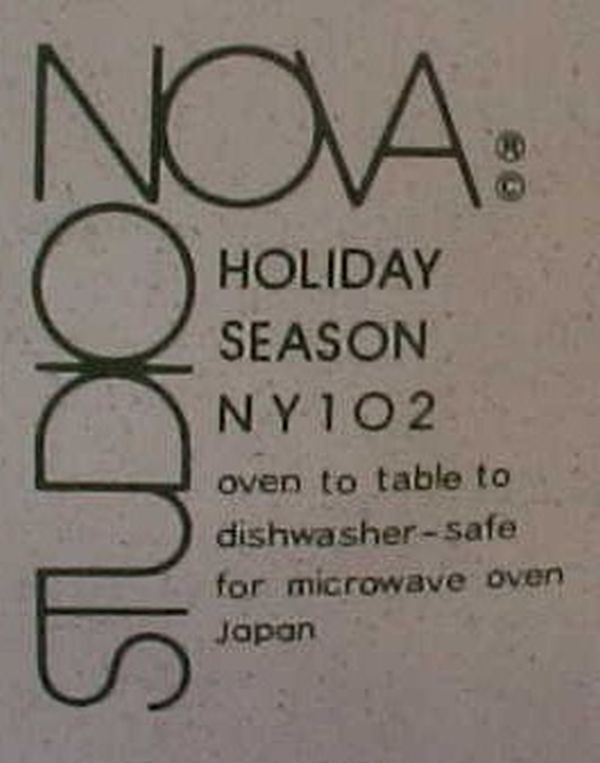 NOVA ® ©
STUDIO
HOLIDAY
SEASON
NY102
oven to table to
dishwasher-safe
for microwave oven
Japan